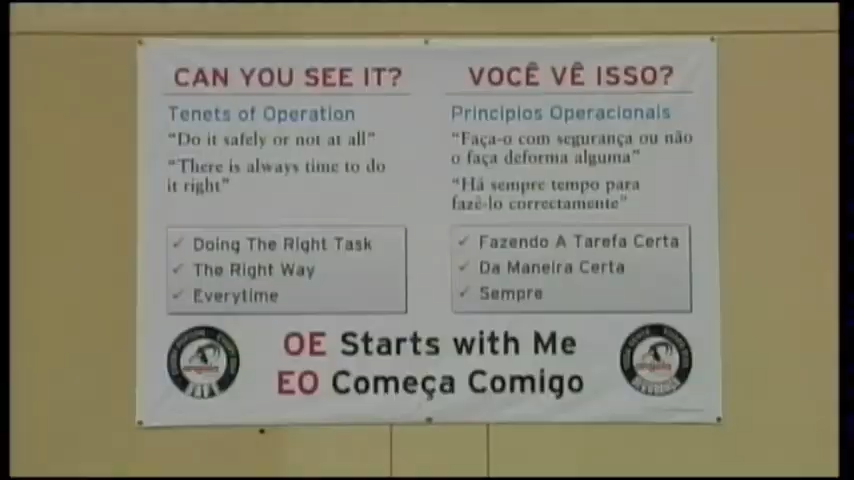 CAN YOU SEE IT?
Tenets of Operation
“Do it safely or not at all”
“There is always time to do
it right”
✓ Doing The Right Task
✓ The Right Way
✓ Everytime
VOCÊ VÊ ISSO?
Principios Operacionais
“Faça-o com segurança ou não
o faça deforma alguma”
“Há sempre tempo para
fazê-lo correctamente”
✓ Fazendo A Tarefa Certa
✓ Da Maneira Certa
✓ Sempre
OE Starts with Me
EO Começa Comigo